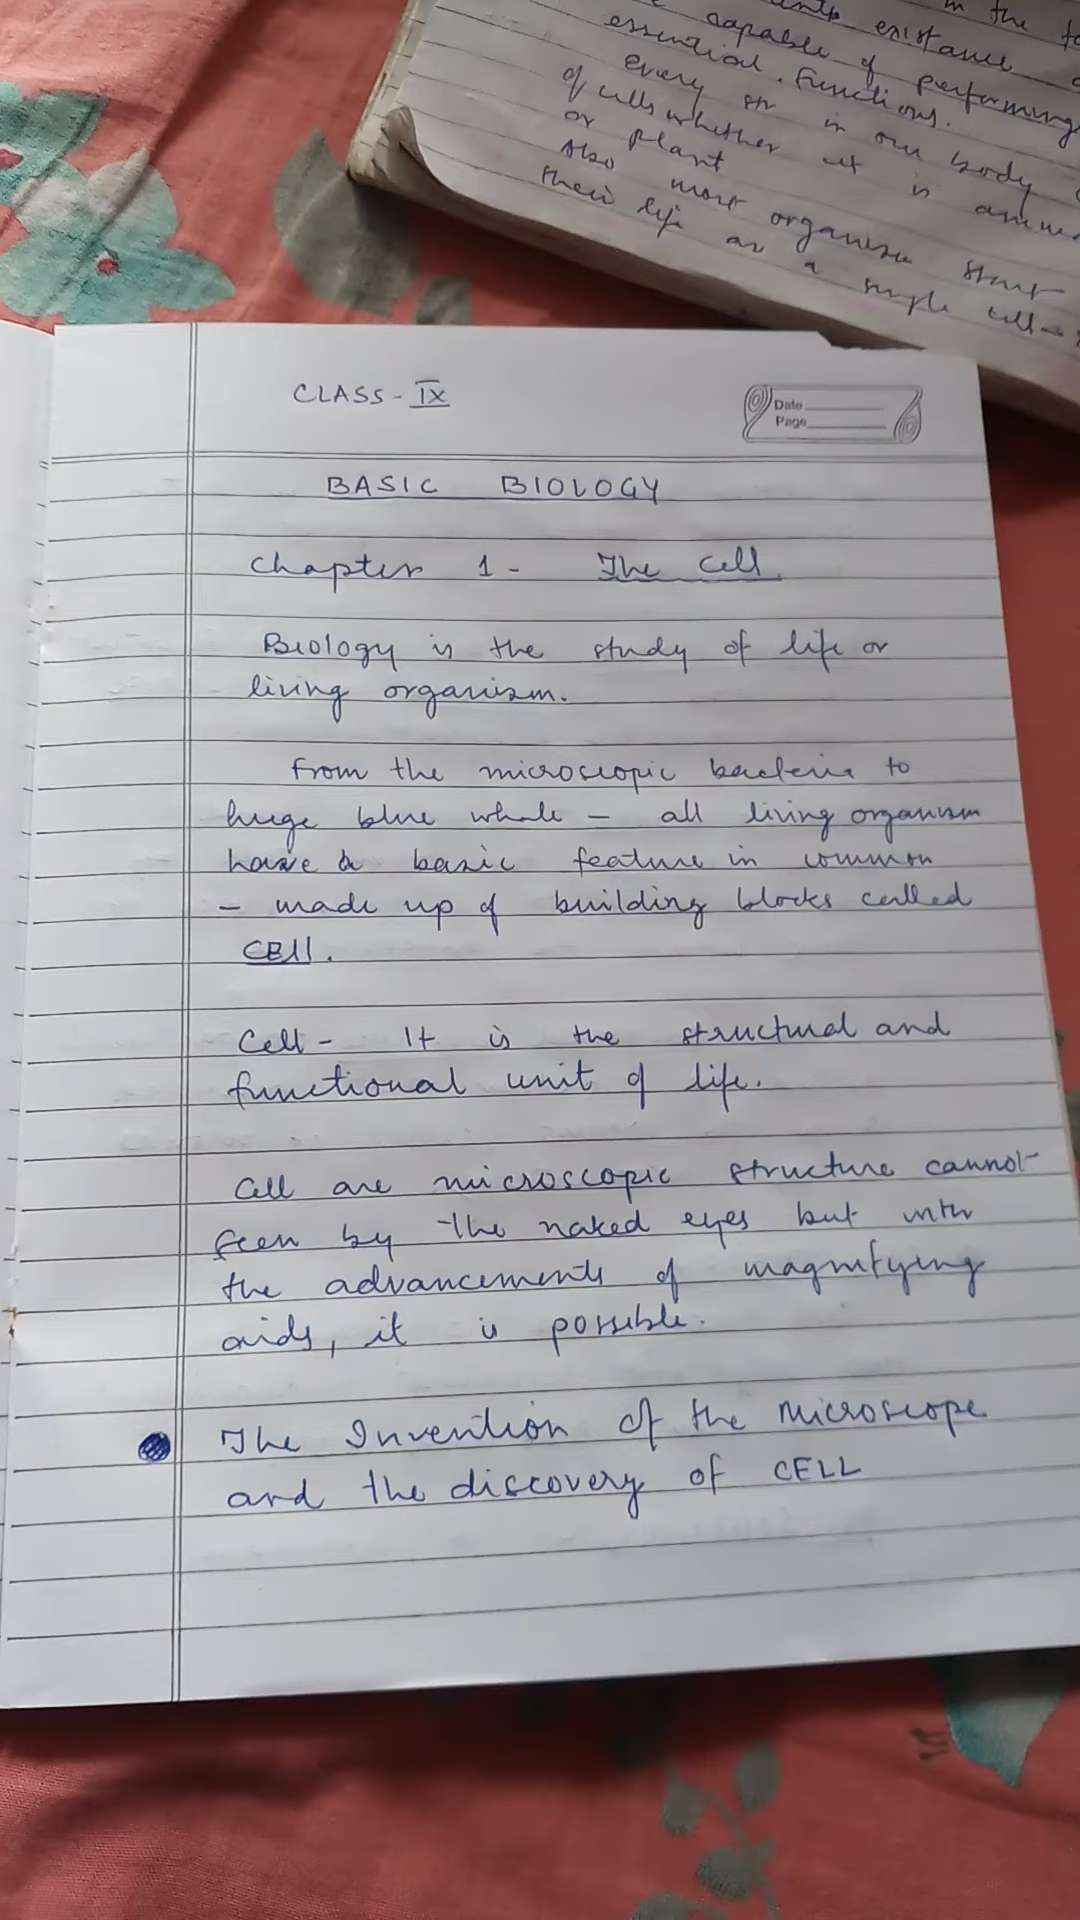 in the
existance
capable of performing
essential functions.
every str in our body
of cells whether it is
or plant
Also most organism start
their life as a single cell
CLASS - IX
Date
Page
BASIC BIOLOGY
Chapter 1 - The Cell.
Biology is the study of life or
living organism.
From the microscopic bacteria to
huge blue whale - all living organism
have a basic feature in common
- made up of building blocks called
CEll.
Cell - It is the structural and
functional unit of life.
Cell are microscopic structure cannot
seen by the naked eyes but with
the advancements of magnifying
aids, it is possible.
The Invention of the microscope
and the discovery of CELL